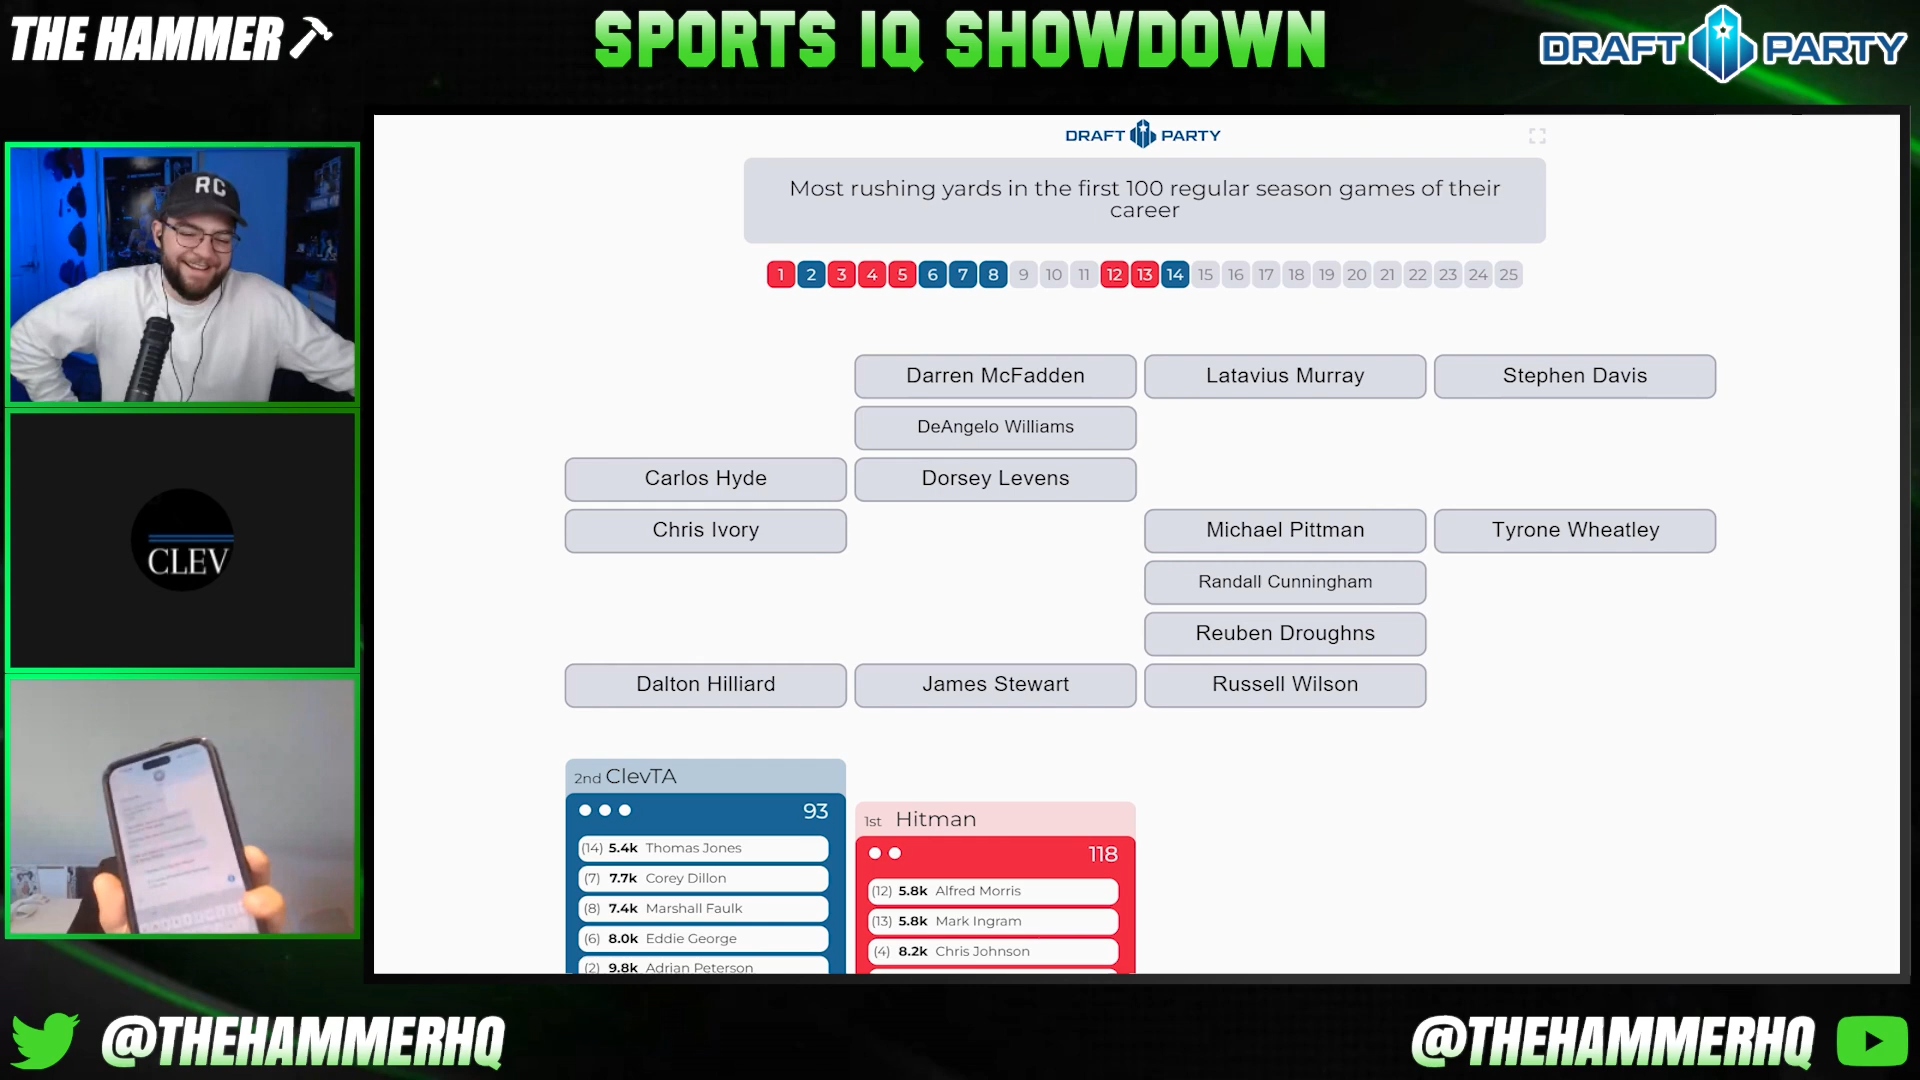 THE HAMMER
SPORTS IQ SHOWDOWN
DRAFT PARTY
DRAFT PARTY
Most rushing yards in the first 100 regular season games of their
career
1 2 3 4 5 6 7 8 9 10 11 12 13 14 15 16 17 18 19 20 21 22 23 24 25
RC
CLEV
Darren McFadden
Latavius Murray
Stephen Davis
DeAngelo Williams
Carlos Hyde
Dorsey Levens
Chris Ivory
Michael Pittman
Tyrone Wheatley
Randall Cunningham
Reuben Droughns
Dalton Hilliard
James Stewart
Russell Wilson
2nd ClevTA
93
(14) 5.4k Thomas Jones
(7) 7.7k Corey Dillon
(8) 7.4k Marshall Faulk
(6) 8.0k Eddie George
(2) 9.8k Adrian Peterson
1st Hitman
118
(12) 5.8k Alfred Morris
(13) 5.8k Mark Ingram
(4) 8.2k Chris Johnson
@THEHAMMERHQ
@THEHAMMERHQ